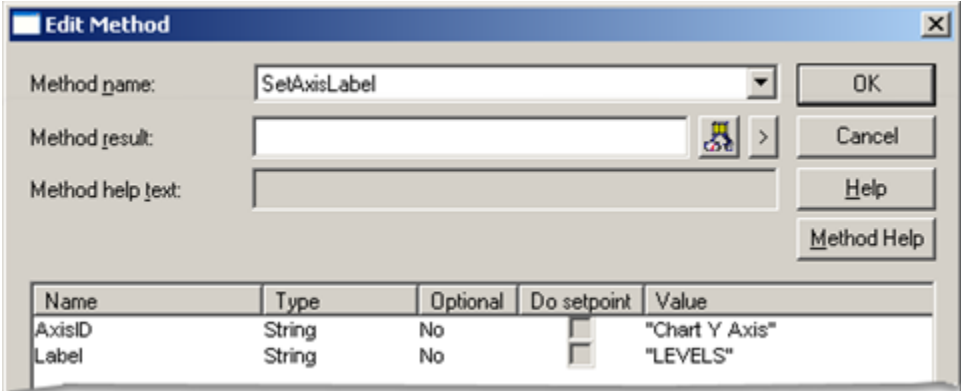 Edit Method
Method name: SetAxisLabel OK
Method result: > Cancel
Method help text: Help
Method Help
Name Type Optional Do setpoint Value
AxisID String No "Chart Y Axis"
Label String No "LEVELS"